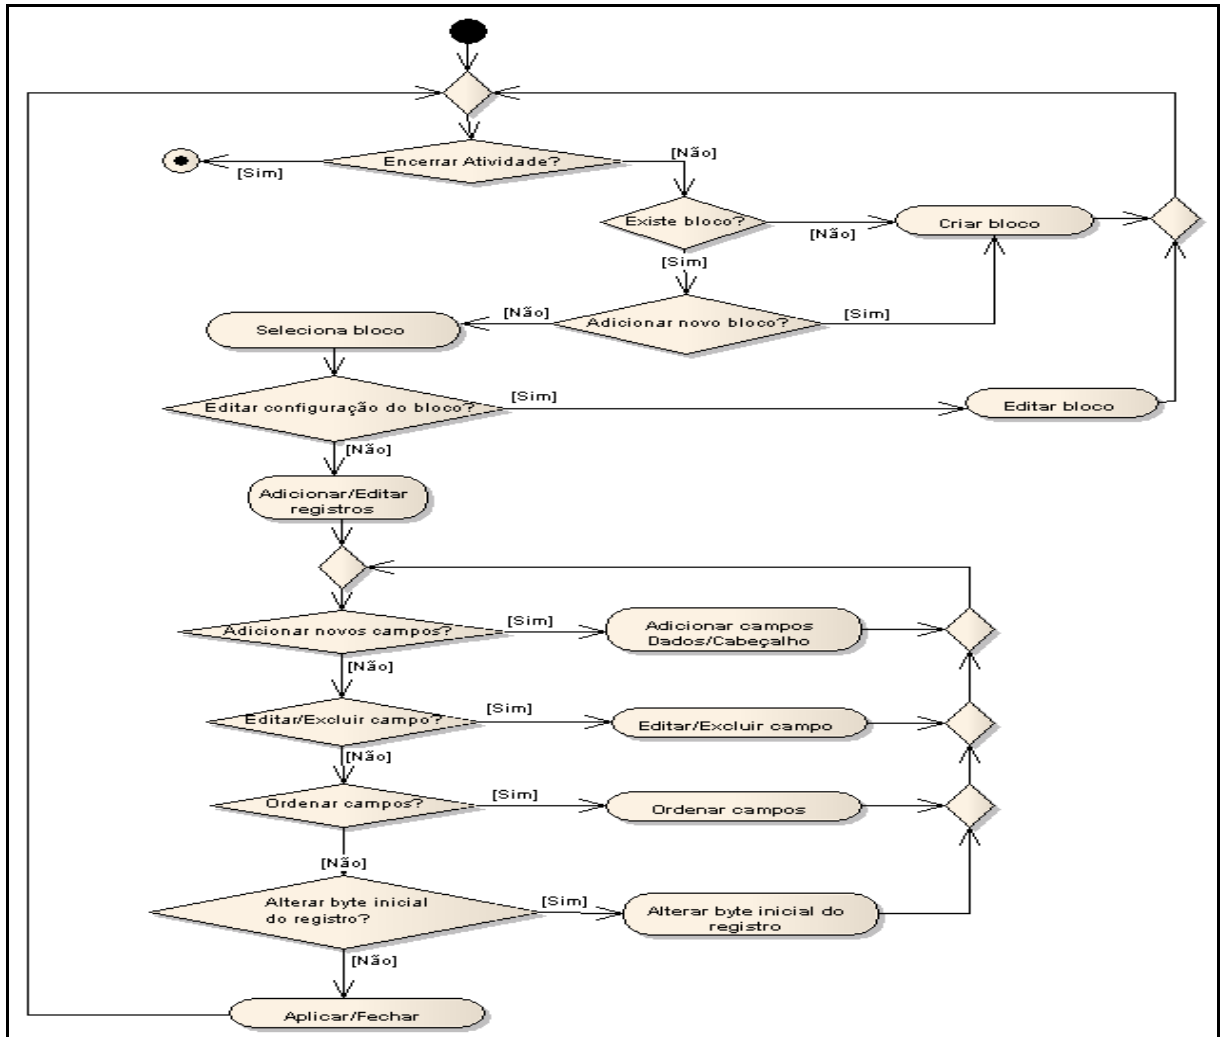 Encerrar Atividade?
[Sim]
[Não]
Existe bloco?
[Não]
Criar bloco
[Sim]
Adicionar novo bloco?
[Não]
[Sim]
Seleciona bloco
Editar configuração do bloco?
[Sim]
Editar bloco
[Não]
Adicionar/Editar
registros
Adicionar novos campos?
[Sim]
Adicionar campos
Dados/Cabeçalho
[Não]
Editar/Excluir campo?
[Sim]
Editar/Excluir campo
[Não]
Ordenar campos?
[Sim]
Ordenar campos
[Não]
Alterar byte inicial
do registro?
[Sim]
Alterar byte inicial do
registro
[Não]
Aplicar/Fechar